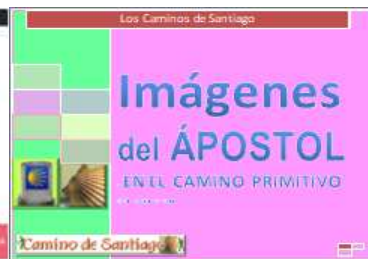 Los Caminos de Santiago
Imágenes
del ÁPOSTOL
EN EL CAMINO PRIMITIVO
Camino de Santiago